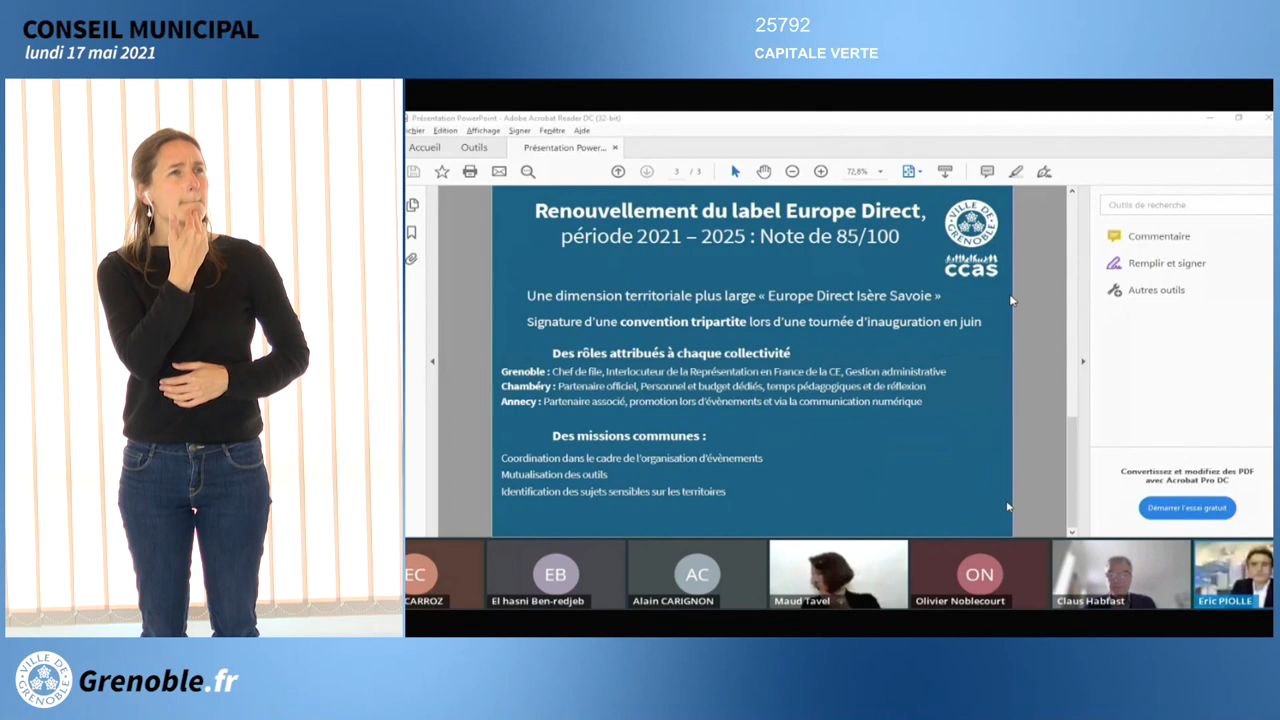 CONSEIL MUNICIPAL
lundi 17 mai 2021
25792
CAPITALE VERTE
Présentation PowerPoint - Adobe Acrobat Reader DC (32-bit)
ichier Edition Affichage Signer Fenêtre Aide
Accueil Outils Présentation Power... ×
3 / 3 72,8%
Renouvellement du label Europe Direct,
période 2021 – 2025 : Note de 85/100
VILLE DE GRENOBLE
ccas
Une dimension territoriale plus large « Europe Direct Isère Savoie »
Signature d'une convention tripartite lors d'une tournée d'inauguration en juin
Des rôles attribués à chaque collectivité
Grenoble : Chef de file, Interlocuteur de la Représentation en France de la CE, Gestion administrative
Chambéry : Partenaire officiel, Personnel et budget dédiés, temps pédagogiques et de réflexion
Annecy : Partenaire associé, promotion lors d'évènements et via la communication numérique
Des missions communes :
Coordination dans le cadre de l'organisation d'évènements
Mutualisation des outils
Identification des sujets sensibles sur les territoires
Outils de recherche
Commentaire
Remplir et signer
Autres outils
Convertissez et modifiez des PDF
avec Acrobat Pro DC
Démarrer l'essai gratuit
EC EB AC ON
CARROZ El hasni Ben-redjeb Alain CARIGNON Maud Tavel Olivier Noblecourt Claus Habfast Eric PIOLLE
VILLE DE GRENOBLE
Grenoble.fr